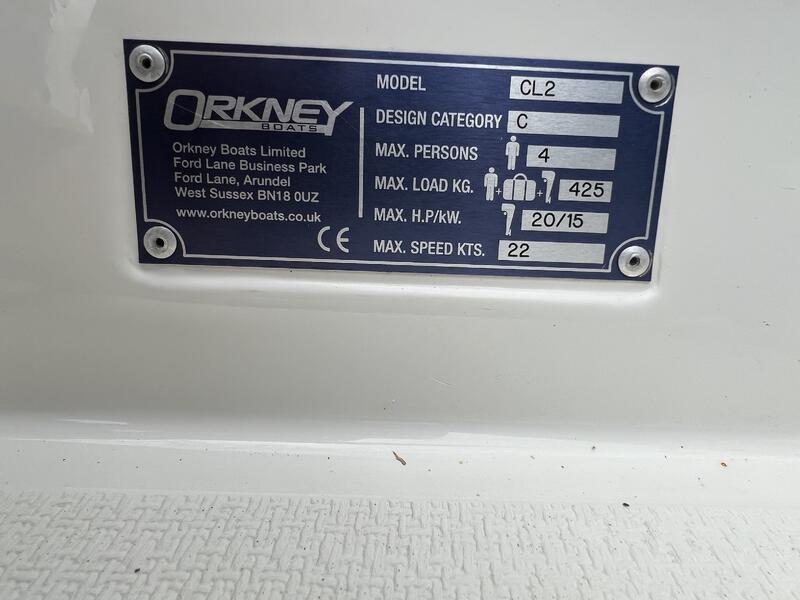 ORKNEY
BOATS
Orkney Boats Limited
Ford Lane Business Park
Ford Lane, Arundel
West Sussex BN18 0UZ
www.orkneyboats.co.uk
CE
MODEL CL2
DESIGN CATEGORY C
MAX. PERSONS 4
MAX. LOAD KG. + + 425
MAX. H.P/kW. 20/15
MAX. SPEED KTS. 22